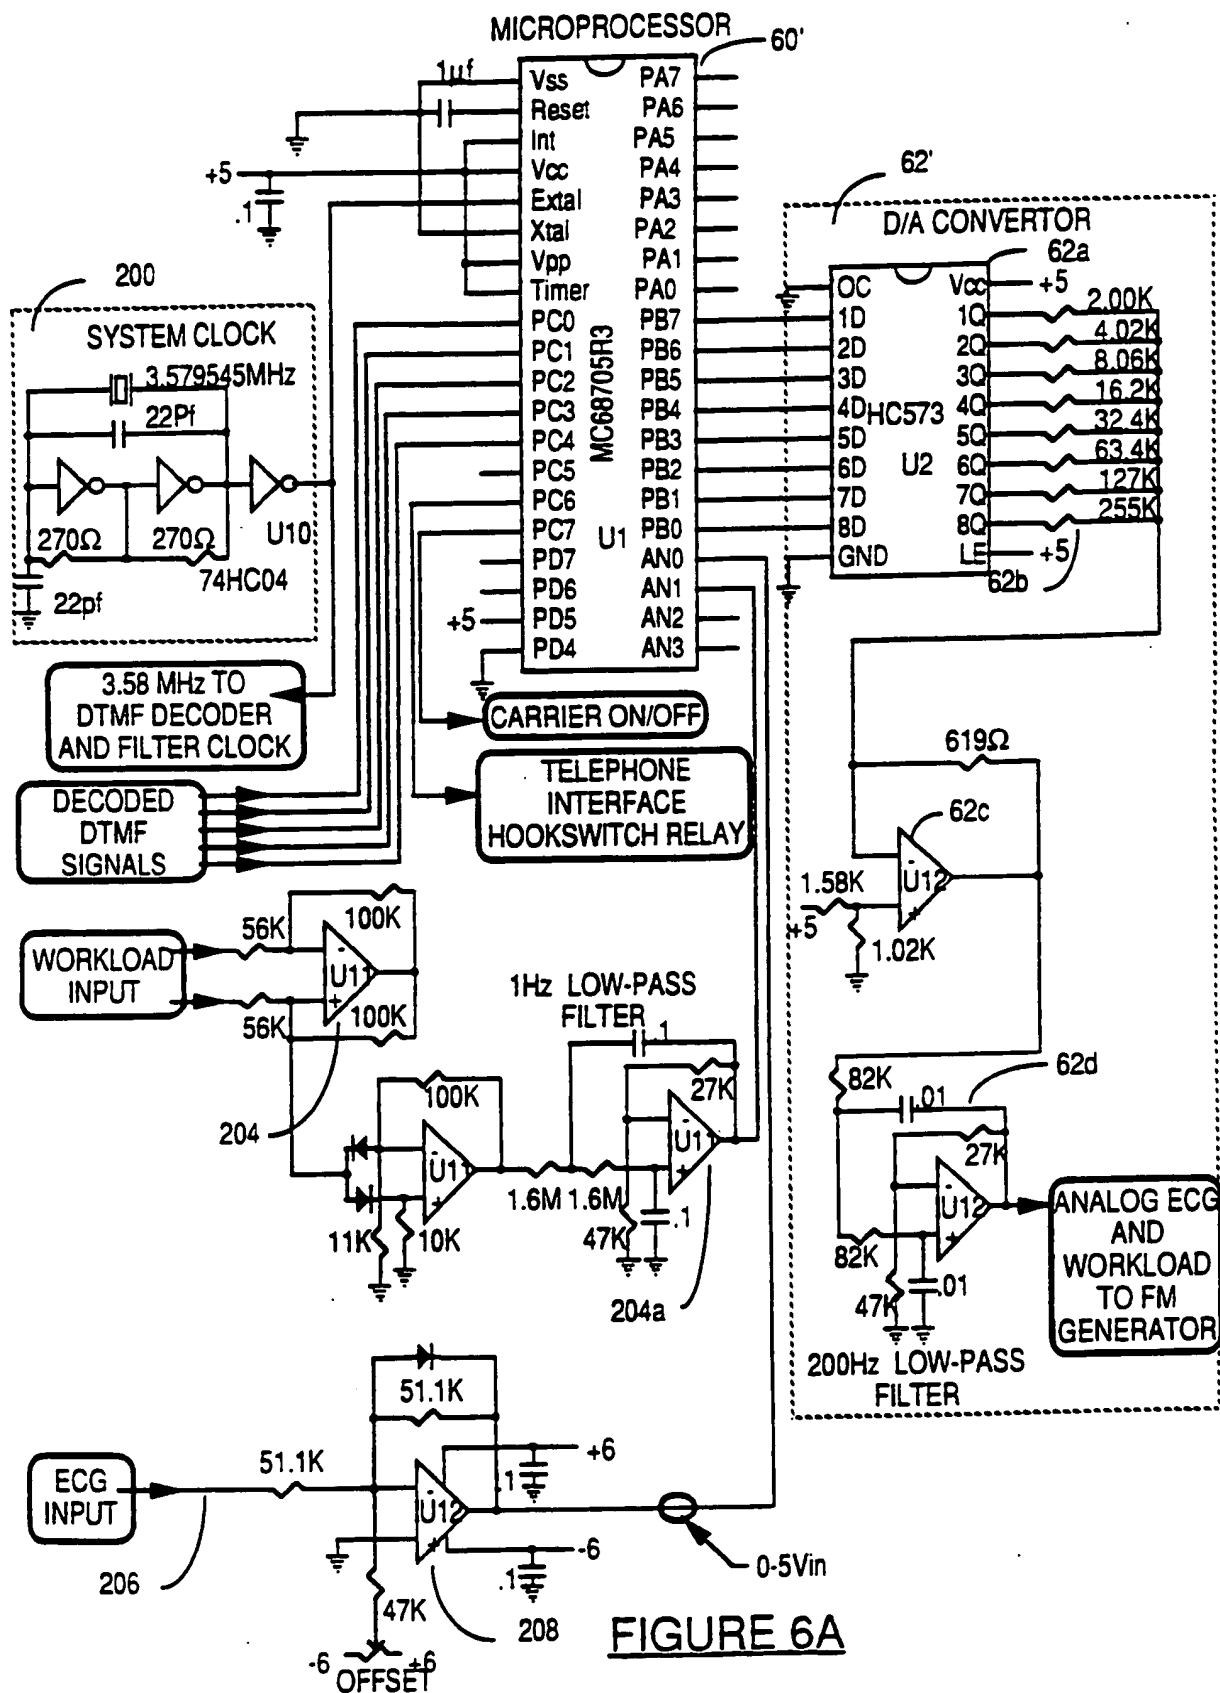 MICROPROCESSOR
60'
1µf
Vss
Reset
Int
Vcc
Extal
Xtal
Vpp
Timer
PC0
PC1
PC2
PC3
PC4
PC5
PC6
PC7
PD7
PD6
PD5
PD4
MC68705R3
U1
PA7
PA6
PA5
PA4
PA3
PA2
PA1
PA0
PB7
PB6
PB5
PB4
PB3
PB2
PB1
PB0
AN0
AN1
AN2
AN3
+5
.1
+5
200
SYSTEM CLOCK
3.579545MHz
22Pf
270Ω
270Ω
U10
74HC04
22pf
3.58 MHz TO
DTMF DECODER
AND FILTER CLOCK
DECODED
DTMF
SIGNALS
CARRIER ON/OFF
TELEPHONE
INTERFACE
HOOKSWITCH RELAY
62'
D/A CONVERTOR
62a
OC
1D
2D
3D
4D
5D
6D
7D
8D
GND
HC573
U2
Vcc
1Q
2Q
3Q
4Q
5Q
6Q
7Q
8Q
LE
+5
2.00K
4.02K
8.06K
16.2K
32.4K
63.4K
127K
255K
+5
62b
619Ω
62c
-
U12
+
1.58K
+5
1.02K
82K
.01
62d
27K
-
U12
+
82K
47K
.01
200Hz LOW-PASS
FILTER
ANALOG ECG
AND
WORKLOAD
TO FM
GENERATOR
WORKLOAD
INPUT
56K
100K
-
U11
+
56K
100K
204
100K
-
U11
+
11K
10K
1Hz LOW-PASS
FILTER
.1
27K
-
U11
+
1.6M
1.6M
47K
.1
204a
51.1K
ECG
INPUT
51.1K
206
-
U12
+
.1
+6
.1
-6
208
47K
-6
+6
OFFSET
0-5Vin
FIGURE 6A